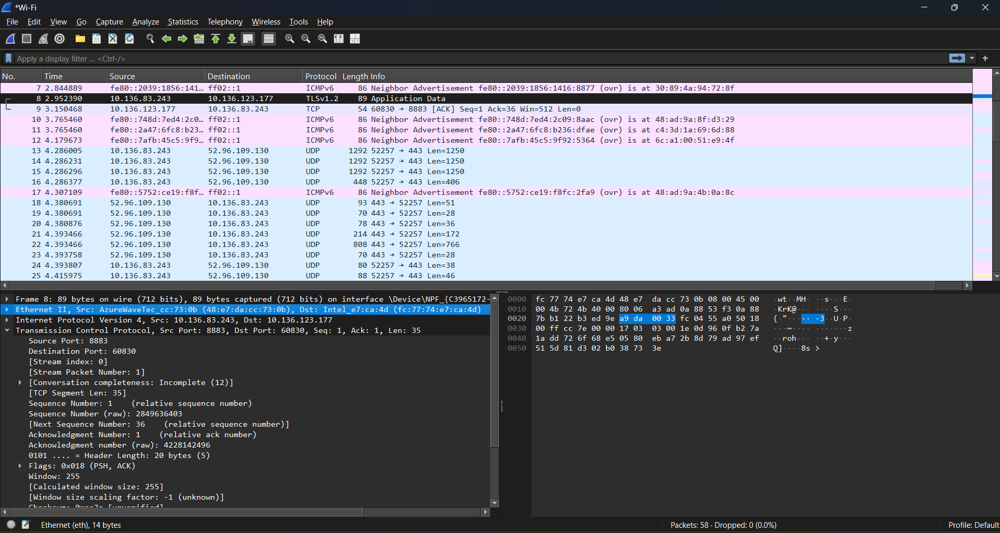 *Wi-Fi
File Edit View Go Capture Analyze Statistics Telephony Wireless Tools Help
Apply a display filter ... <Ctrl-/>
No. Time Source Destination Protocol Length Info
7 2.844889 fe80::2039:1856:141… ff02::1 ICMPv6 86 Neighbor Advertisement fe80::2039:1856:1416:8877 (ovr) is at 30:89:4a:94:72:8f
8 2.952390 10.136.83.243 10.136.123.177 TLSv1.2 89 Application Data
9 3.150468 10.136.123.177 10.136.83.243 TCP 54 60830 → 8883 [ACK] Seq=1 Ack=36 Win=512 Len=0
10 3.765460 fe80::748d:7ed4:2c0… ff02::1 ICMPv6 86 Neighbor Advertisement fe80::748d:7ed4:2c09:8aac (ovr) is at 48:ad:9a:8f:d3:29
11 3.765460 fe80::2a47:6fc8:b23… ff02::1 ICMPv6 86 Neighbor Advertisement fe80::2a47:6fc8:b236:dfae (ovr) is at c4:3d:1a:69:6d:88
12 4.179673 fe80::7afb:45c5:9f9… ff02::1 ICMPv6 86 Neighbor Advertisement fe80::7afb:45c5:9f92:5364 (ovr) is at 6c:a1:00:51:e9:4f
13 4.286005 10.136.83.243 52.96.109.130 UDP 1292 52257 → 443 Len=1250
14 4.286231 10.136.83.243 52.96.109.130 UDP 1292 52257 → 443 Len=1250
15 4.286296 10.136.83.243 52.96.109.130 UDP 1292 52257 → 443 Len=1250
16 4.286377 10.136.83.243 52.96.109.130 UDP 448 52257 → 443 Len=406
17 4.307109 fe80::5752:ce19:f8f… ff02::1 ICMPv6 86 Neighbor Advertisement fe80::5752:ce19:f8fc:2fa9 (ovr) is at 48:ad:9a:4b:0a:8c
18 4.380691 52.96.109.130 10.136.83.243 UDP 93 443 → 52257 Len=51
19 4.380691 52.96.109.130 10.136.83.243 UDP 70 443 → 52257 Len=28
20 4.380876 52.96.109.130 10.136.83.243 UDP 78 443 → 52257 Len=36
21 4.393466 52.96.109.130 10.136.83.243 UDP 214 443 → 52257 Len=172
22 4.393466 52.96.109.130 10.136.83.243 UDP 808 443 → 52257 Len=766
23 4.393758 52.96.109.130 10.136.83.243 UDP 70 443 → 52257 Len=28
24 4.393807 10.136.83.243 52.96.109.130 UDP 80 52257 → 443 Len=38
25 4.415975 10.136.83.243 52.96.109.130 UDP 88 52257 → 443 Len=46
Frame 8: 89 bytes on wire (712 bits), 89 bytes captured (712 bits) on interface \Device\NPF_{C3965172-
Ethernet II, Src: AzureWaveTec_cc:73:0b (48:e7:da:cc:73:0b), Dst: Intel_e7:ca:4d (fc:77:74:e7:ca:4d)
Internet Protocol Version 4, Src: 10.136.83.243, Dst: 10.136.123.177
Transmission Control Protocol, Src Port: 8883, Dst Port: 60830, Seq: 1, Ack: 1, Len: 35
Source Port: 8883
Destination Port: 60830
[Stream index: 0]
[Stream Packet Number: 1]
[Conversation completeness: Incomplete (12)]
[TCP Segment Len: 35]
Sequence Number: 1 (relative sequence number)
Sequence Number (raw): 2849636403
[Next Sequence Number: 36 (relative sequence number)]
Acknowledgment Number: 1 (relative ack number)
Acknowledgment number (raw): 4228142496
0101 .... = Header Length: 20 bytes (5)
Flags: 0x018 (PSH, ACK)
Window: 255
[Calculated window size: 255]
[Window size scaling factor: -1 (unknown)]
Checksum: 0xcc7e [unverified]
0000 fc 77 74 e7 ca 4d 48 e7 da cc 73 0b 08 00 45 00 ·wt··MH· ··s···E·
0010 00 4b 72 4b 40 00 80 06 a3 ad 0a 88 53 f3 0a 88 ·KrK@··· ····S···
0020 7b b1 22 b3 ed 9e a9 da 00 33 fc 04 55 a0 50 18 {·"····· ·3··U·P·
0030 00 ff cc 7e 00 00 17 03 03 00 1e 0d 96 0f b2 7a ···~···· ·······z
0040 1a dd 72 6f 68 e5 05 80 eb a7 2b 8d 79 ad 97 ef ··roh··· ··+·y···
0050 51 5d 81 d3 02 b0 38 73 3e Q]····8s >
Ethernet (eth), 14 bytes
Packets: 58 · Dropped: 0 (0.0%)
Profile: Default